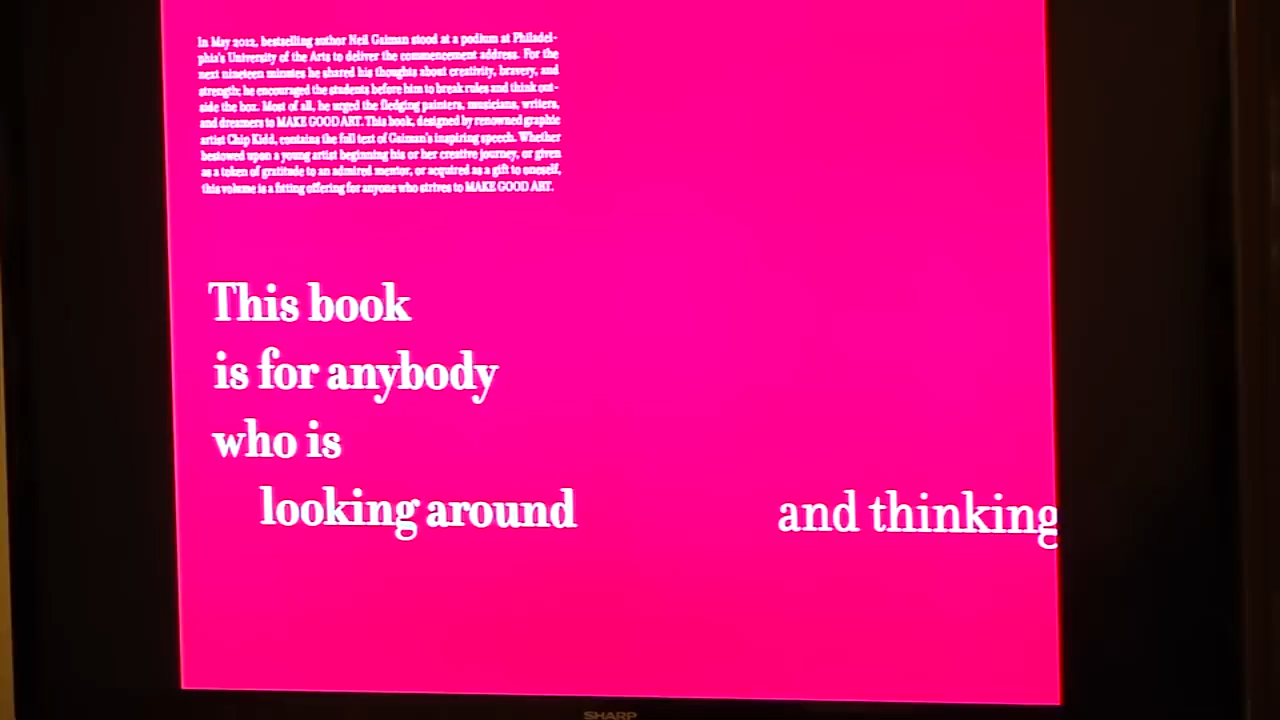 In May 2012, bestselling author Neil Gaiman stood at a podium at Philadel-
phia's University of the Arts to deliver the commencement address. For the
next nineteen minutes he shared his thoughts about creativity, bravery, and
strength; he encouraged the students before him to break rules and think out-
side the box. Most of all, he urged the fledging painters, musicians, writers,
and dreamers to MAKE GOOD ART. This book, designed by renowned graphic
artist Chip Kidd, contains the full text of Gaiman's inspiring speech. Whether
bestowed upon a young artist beginning his or her creative journey, or given
as a token of gratitude to an admired mentor, or acquired as a gift to oneself,
this volume is a fitting offering for anyone who strives to MAKE GOOD ART.
This book
is for anybody
who is
looking around and thinking
SHARP